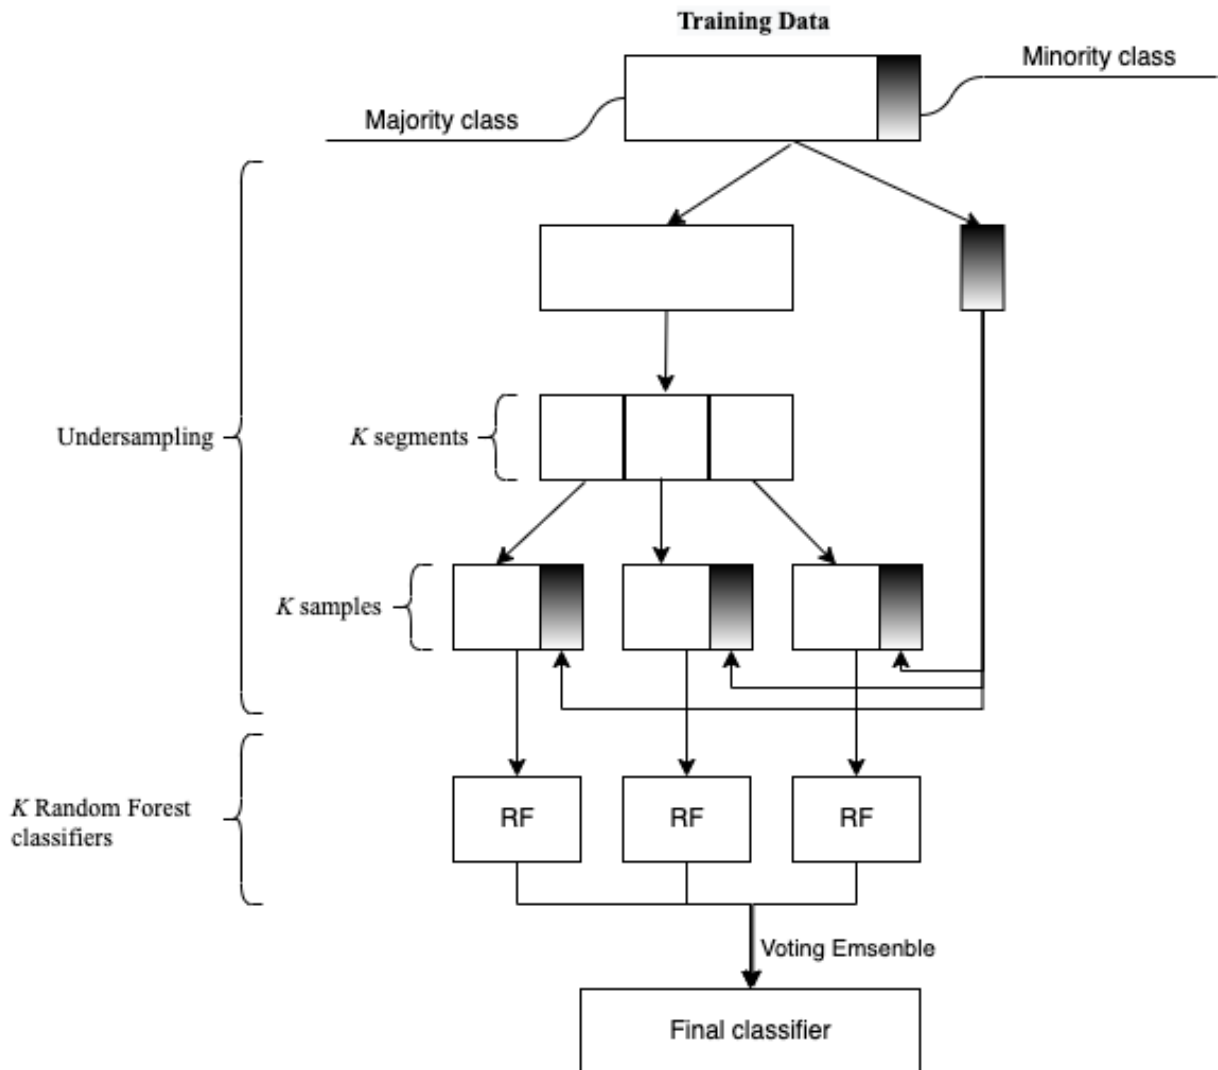 Training Data
Minority class
Majority class
Undersampling
K segments
K samples
K Random Forest
classifiers
RF
RF
RF
Voting Emsenble
Final classifier